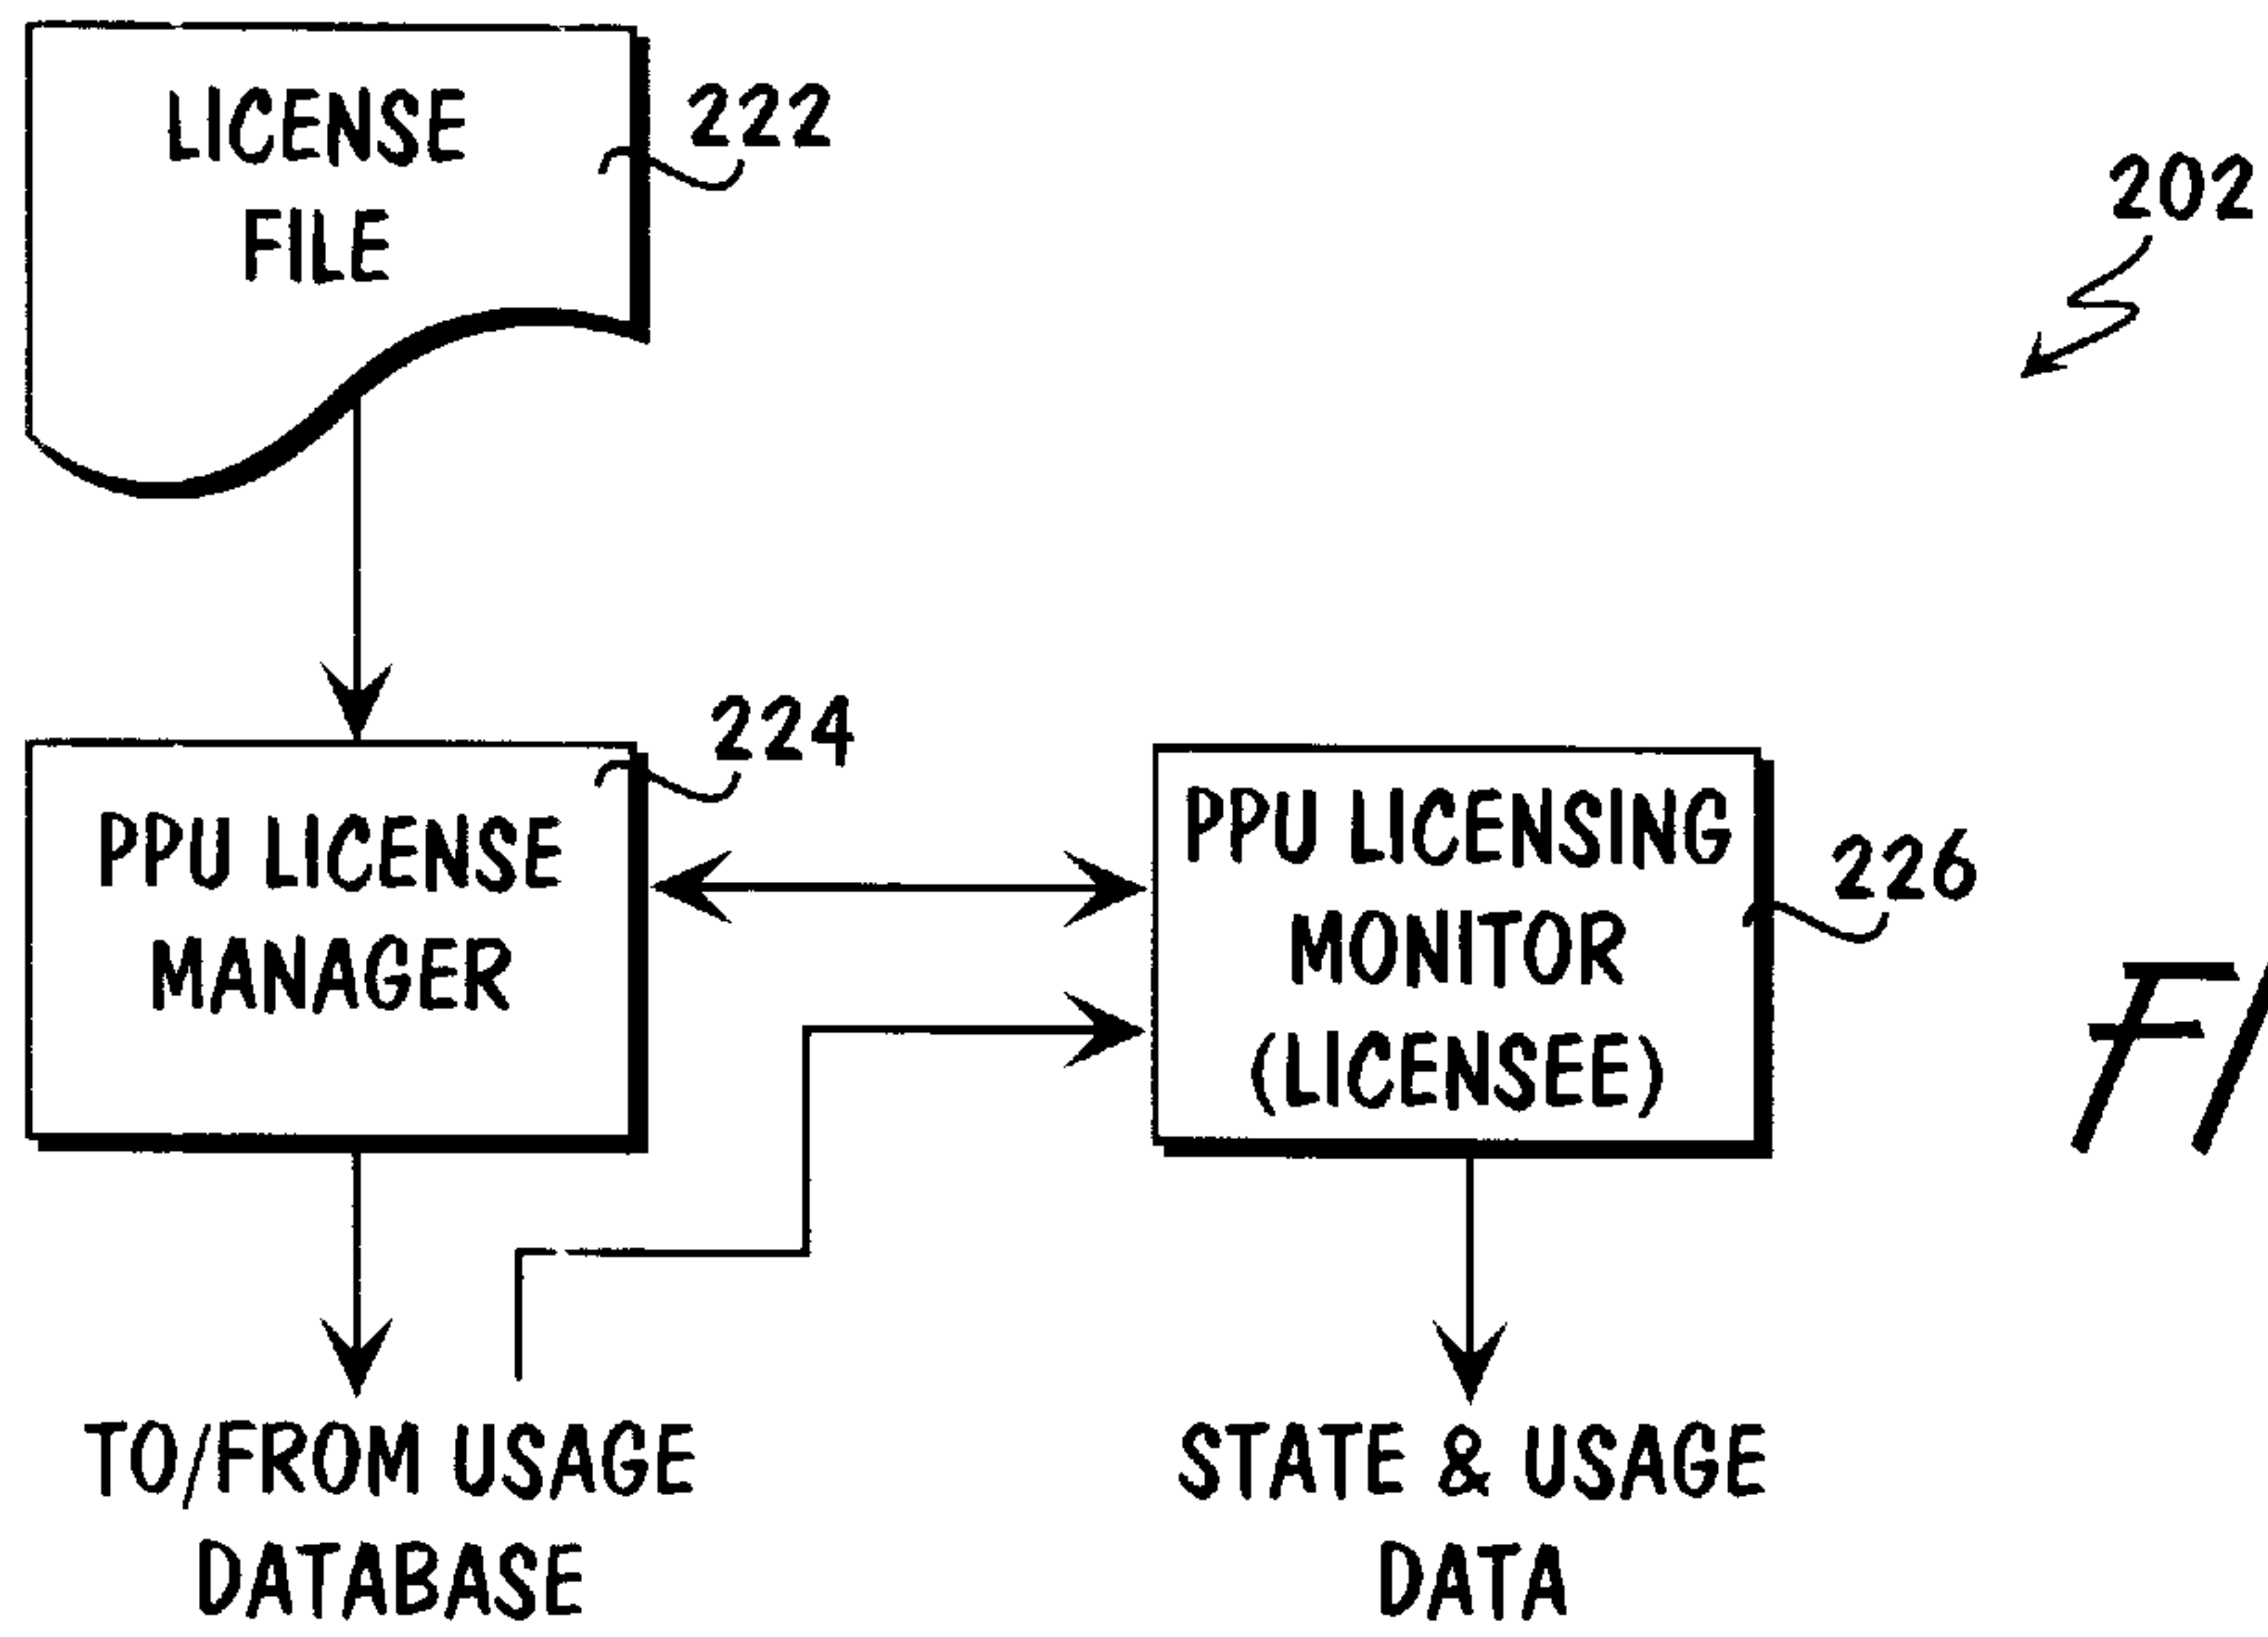 LICENSE
FILE
222
202
PPU LICENSE
MANAGER
224
PPU LICENSING
MONITOR
(LICENSEE)
226
TO/FROM USAGE
DATABASE
STATE & USAGE
DATA